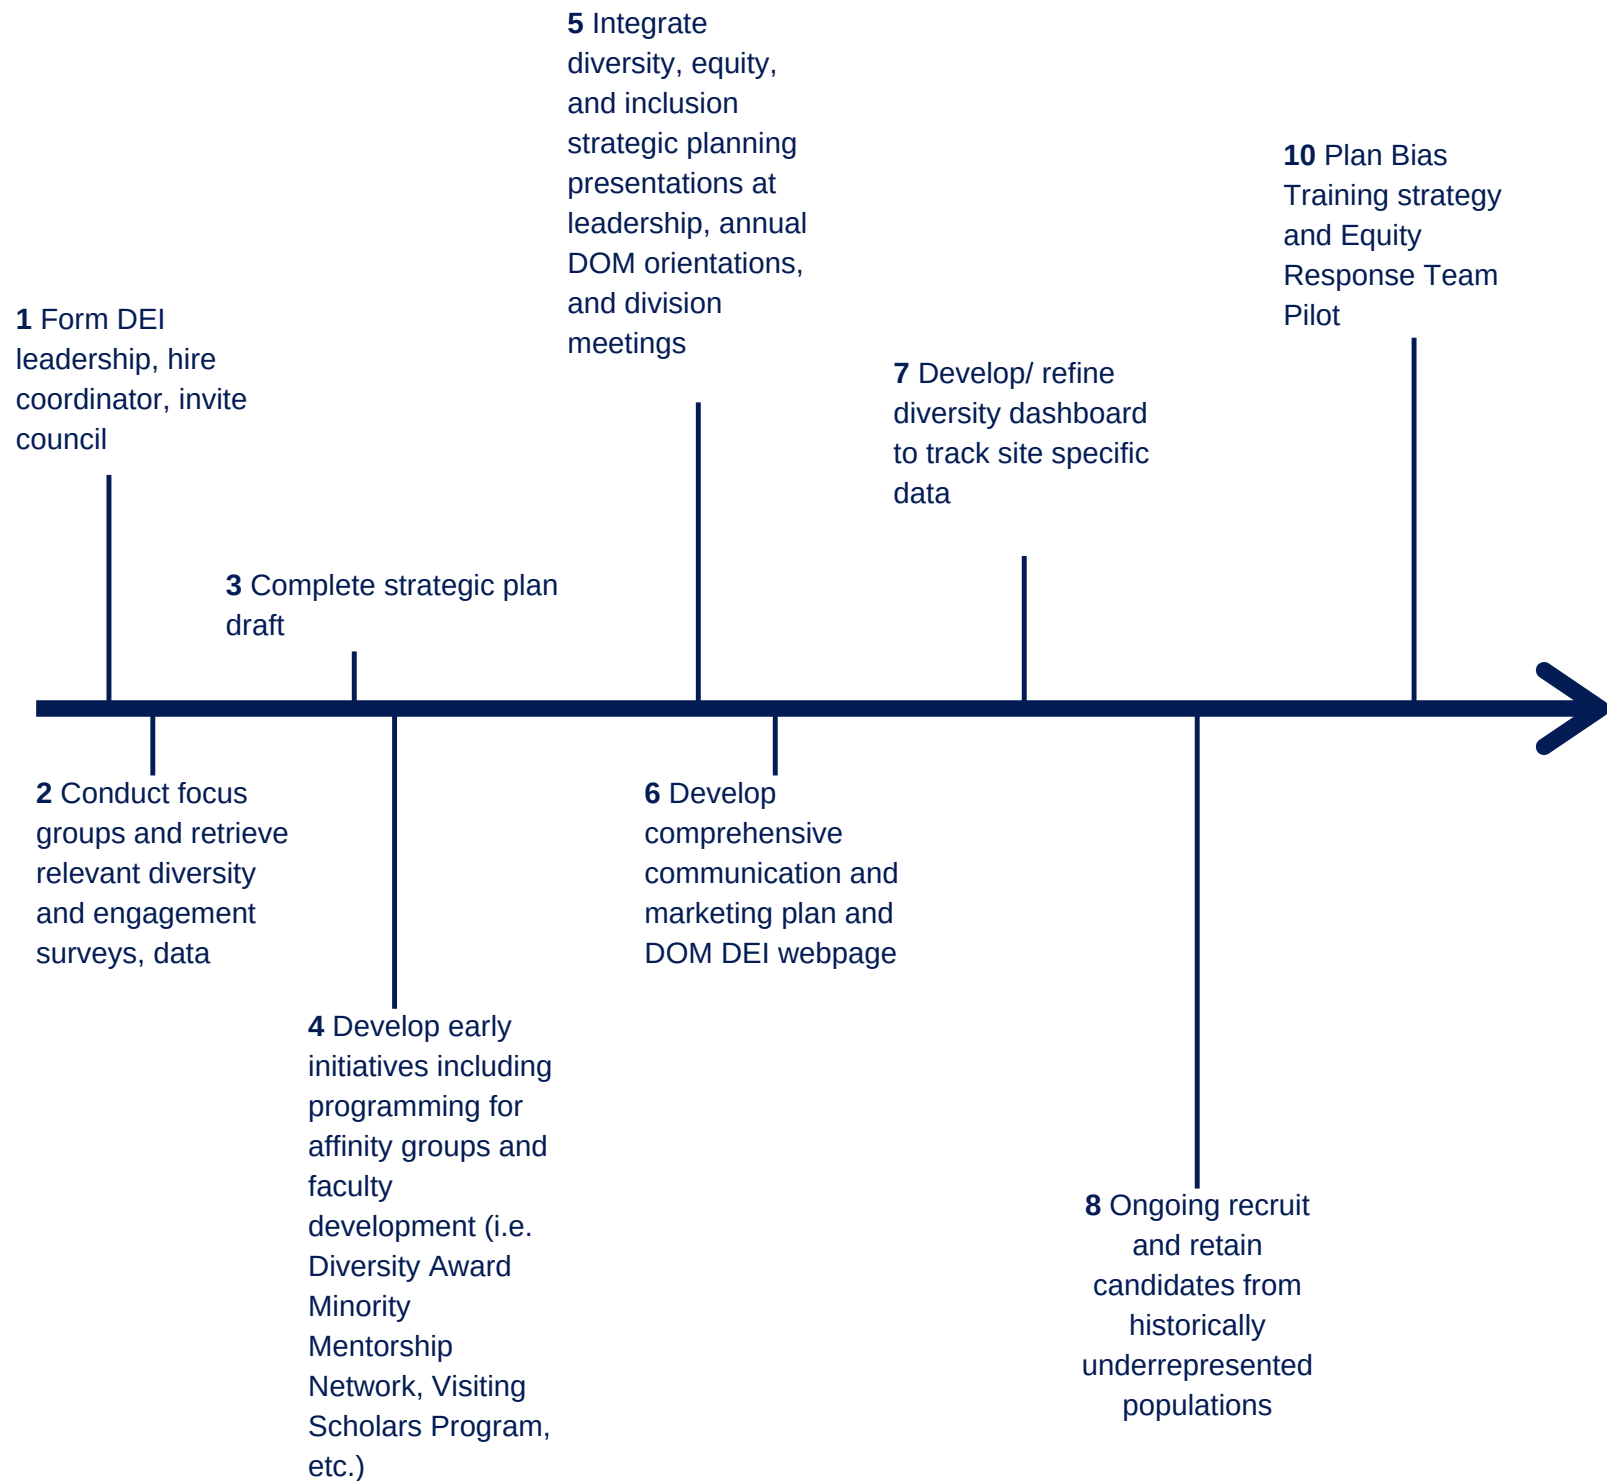 1 Form DEI
leadership, hire
coordinator, invite
council
2 Conduct focus
groups and retrieve
relevant diversity
and engagement
surveys, data
3 Complete strategic plan
draft
4 Develop early
initiatives including
programming for
affinity groups and
faculty
development (i.e.
Diversity Award
Minority
Mentorship
Network, Visiting
Scholars Program,
etc.)
5 Integrate
diversity, equity,
and inclusion
strategic planning
presentations at
leadership, annual
DOM orientations,
and division
meetings
6 Develop
comprehensive
communication and
marketing plan and
DOM DEI webpage
7 Develop/ refine
diversity dashboard
to track site specific
data
8 Ongoing recruit
and retain
candidates from
historically
underrepresented
populations
10 Plan Bias
Training strategy
and Equity
Response Team
Pilot